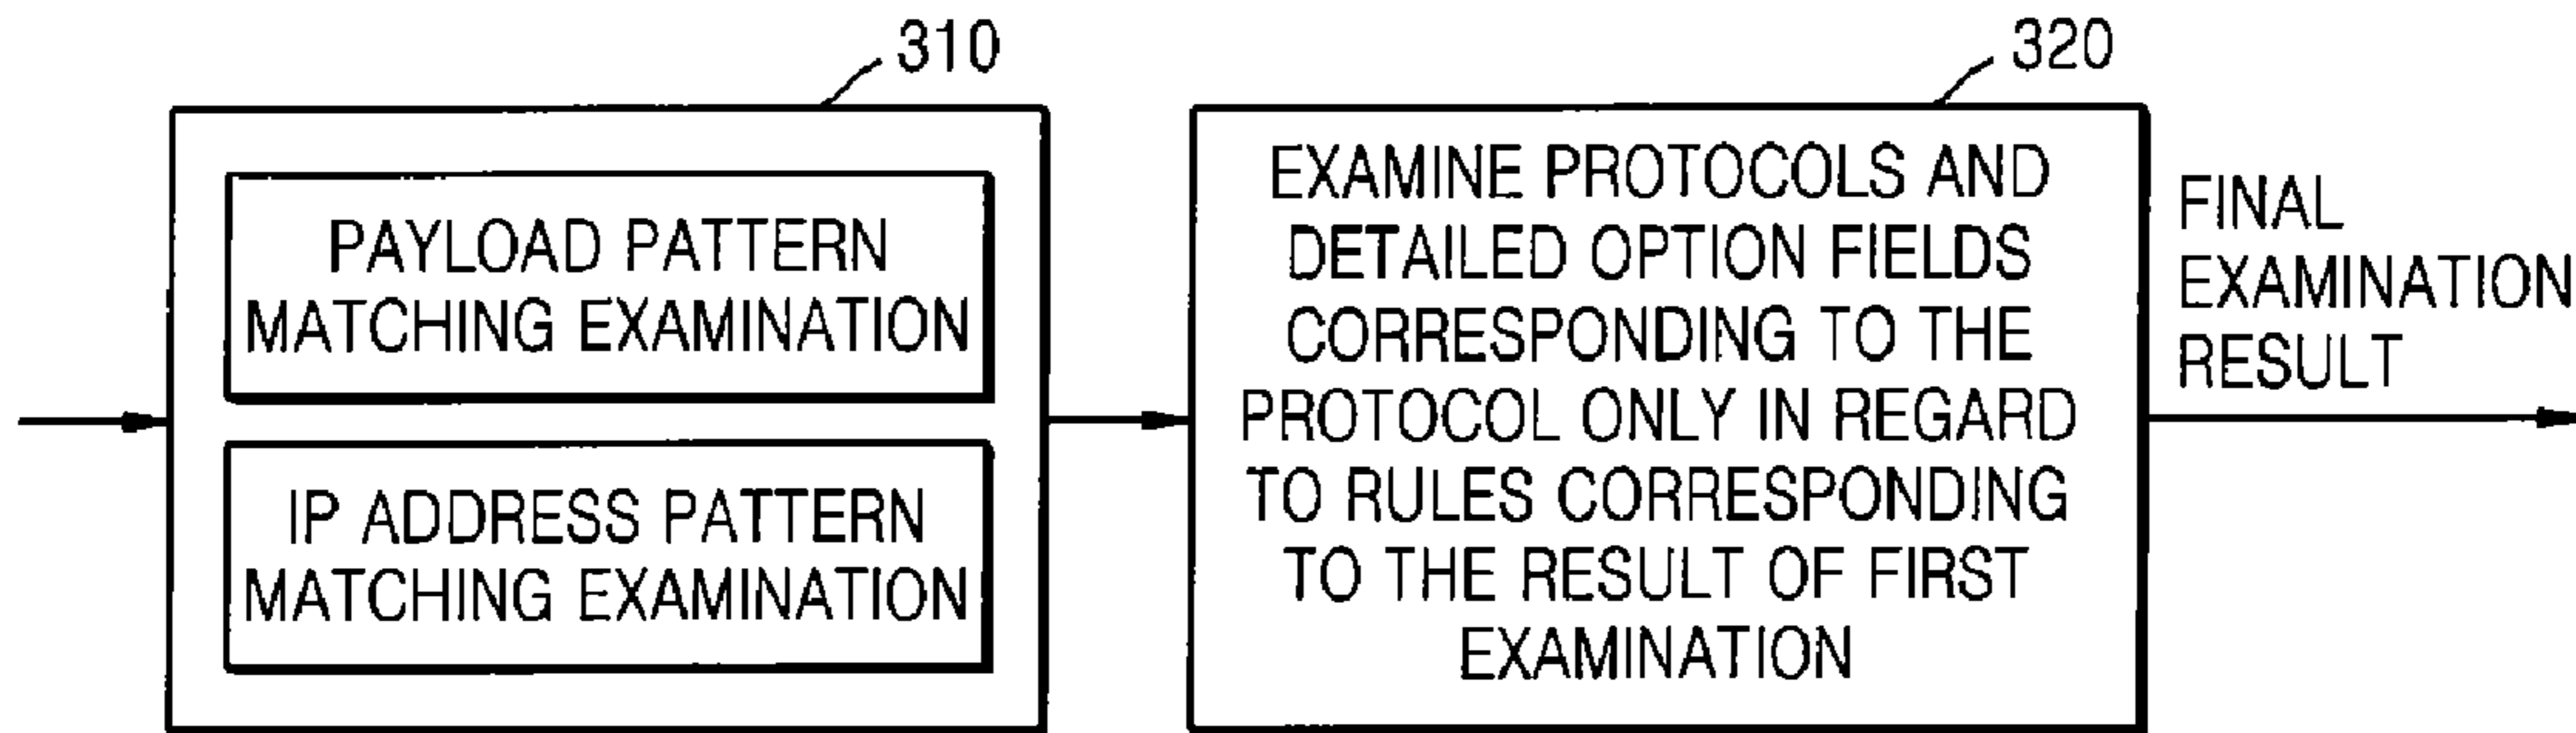 310
PAYLOAD PATTERN
MATCHING EXAMINATION
IP ADDRESS PATTERN
MATCHING EXAMINATION
320
EXAMINE PROTOCOLS AND
DETAILED OPTION FIELDS
CORRESPONDING TO THE
PROTOCOL ONLY IN REGARD
TO RULES CORRESPONDING
TO THE RESULT OF FIRST
EXAMINATION
FINAL
EXAMINATION
RESULT